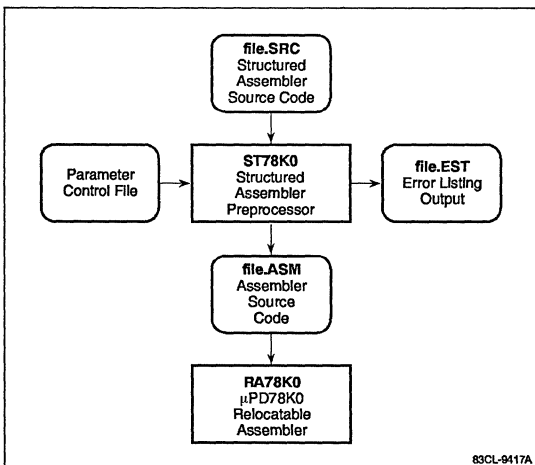 file.SRC
Structured
Assembler
Source Code
Parameter
Control File
ST78K0
Structured
Assembler
Preprocessor
file.EST
Error Listing
Output
file.ASM
Assembler
Source
Code
RA78K0
μPD78K0
Relocatable
Assembler
83CL-9417A